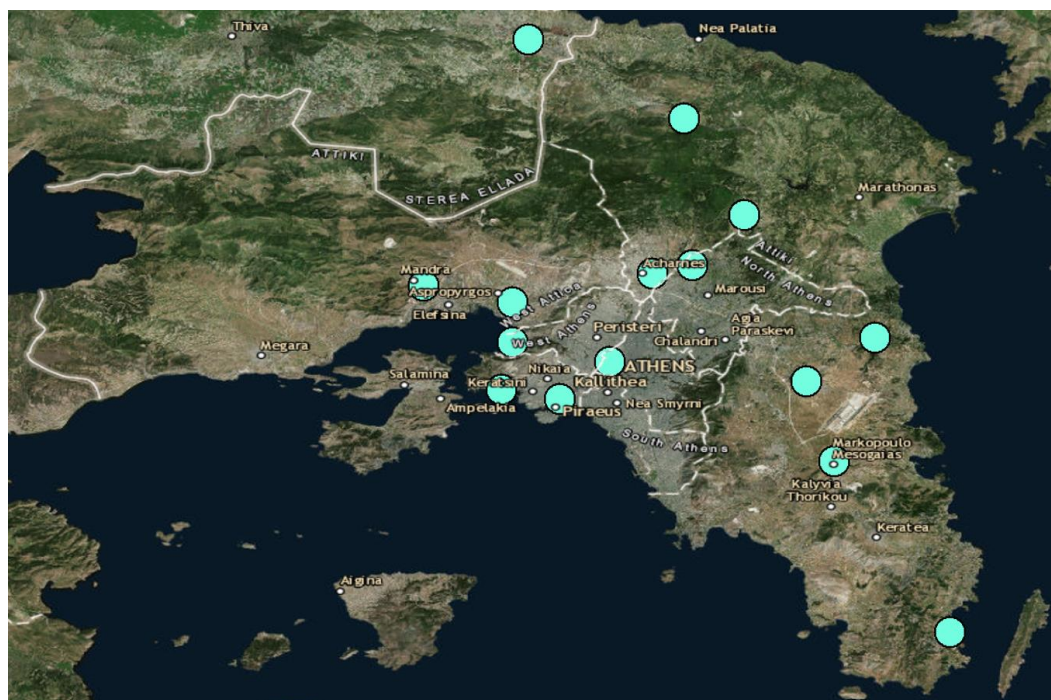 Thiva
Nea Palatia
ATTIKI
STEREA ELLADA
Marathonas
Attiki
North Athens
Acharnes
Mandra
Aspropyrgos
Elefsina
West Attica
West Athens
Marousi
Megara
Peristeri
Agia
Paraskevi
Chalandri
ATHENS
Nikaia
Salamina
Keratsini
Kallithea
Ampelakia
Piraeus
Nea Smyrni
South Athens
Markopoulo
Mesogaias
Kalyvia
Thorikou
Keratea
Aigina